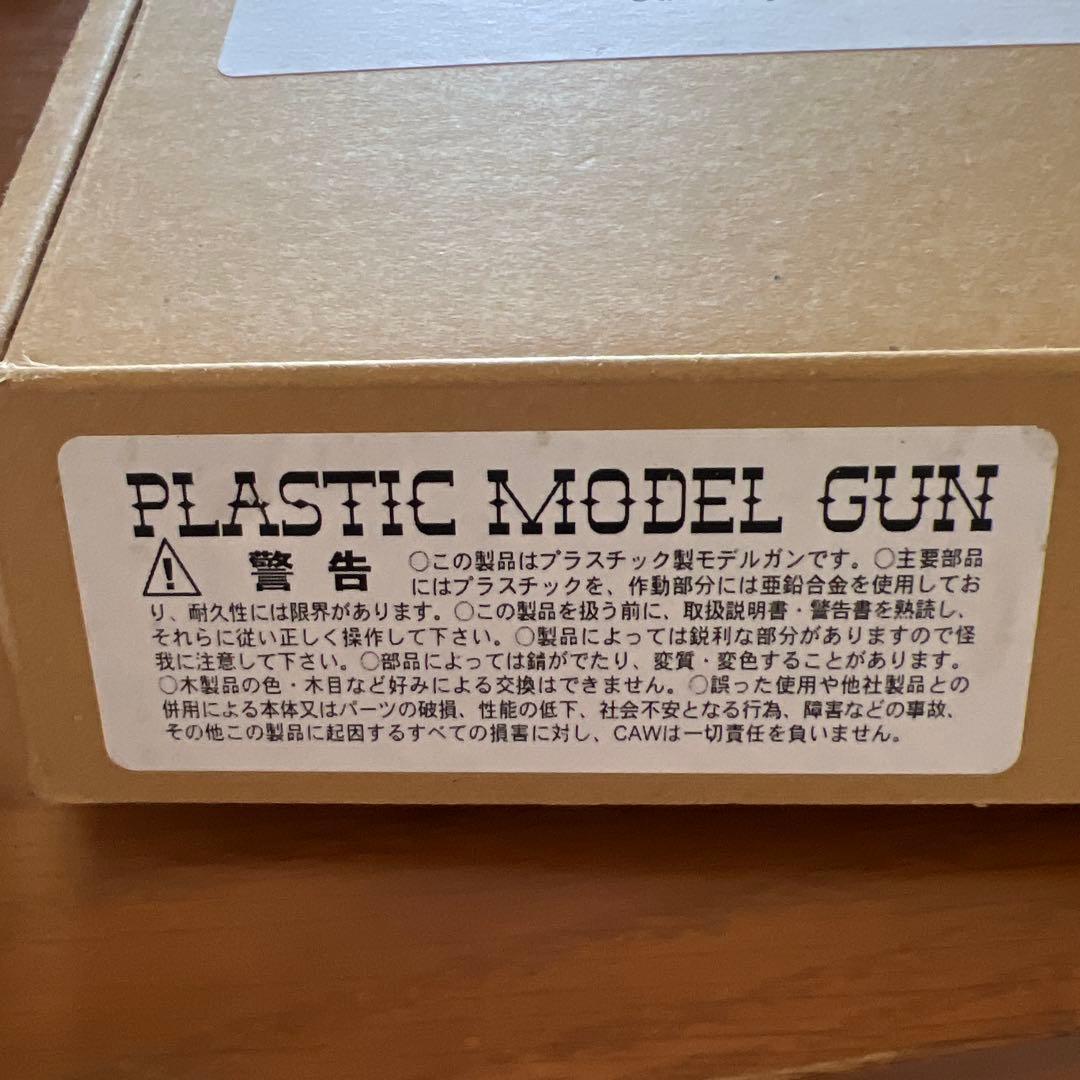 PLASTIC MODEL GUN
警告 ○この製品はプラスチック製モデルガンです。○主要部品
にはプラスチックを、作動部分には亜鉛合金を使用してお
り、耐久性には限界があります。○この製品を扱う前に、取扱説明書・警告書を熟読し、
それらに従い正しく操作して下さい。○製品によっては鋭利な部分がありますので怪
我に注意して下さい。○部品によっては錆がでたり、変質・変色することがあります。
○木製品の色・木目など好みによる交換はできません。○誤った使用や他社製品との
併用による本体又はパーツの破損、性能の低下、社会不安となる行為、障害などの事故、
その他この製品に起因するすべての損害に対し、CAWは一切責任を負いません。